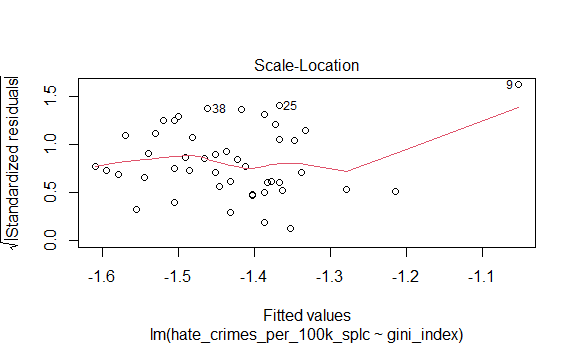 Scale-Location
√|Standardized residuals|
1.5
1.0
0.5
0.0
9
38
25
-1.6 -1.5 -1.4 -1.3 -1.2 -1.1
Fitted values
lm(hate_crimes_per_100k_splc ~ gini_index)